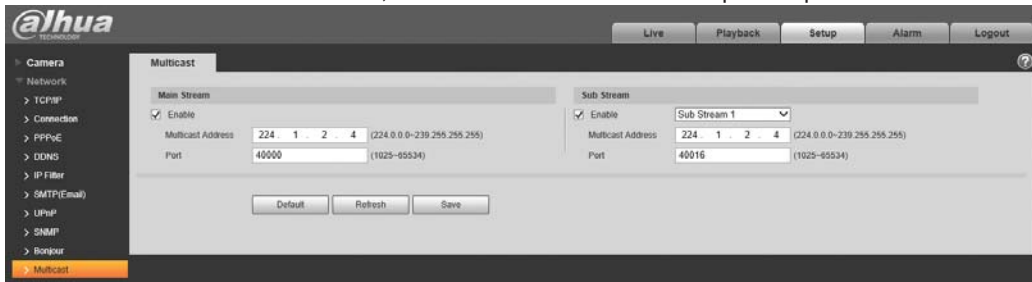 alhua
TECHNOLOGY
Live Playback Setup Alarm Logout
Camera
Network
> TCP/IP
> Connection
> PPPoE
> DDNS
> IP Filter
> SMTP(Email)
> UPnP
> SNMP
> Bonjour
> Multicast
Multicast
Main Stream
Enable
Multicast Address 224. 1. 2. 4 (224.0.0.0~239.255.255.255)
Port 40000 (1025~65534)
Sub Stream
Enable Sub Stream 1
Multicast Address 224. 1. 2. 4 (224.0.0.0~239.255.255.255)
Port 40016 (1025~65534)
Default Refresh Save